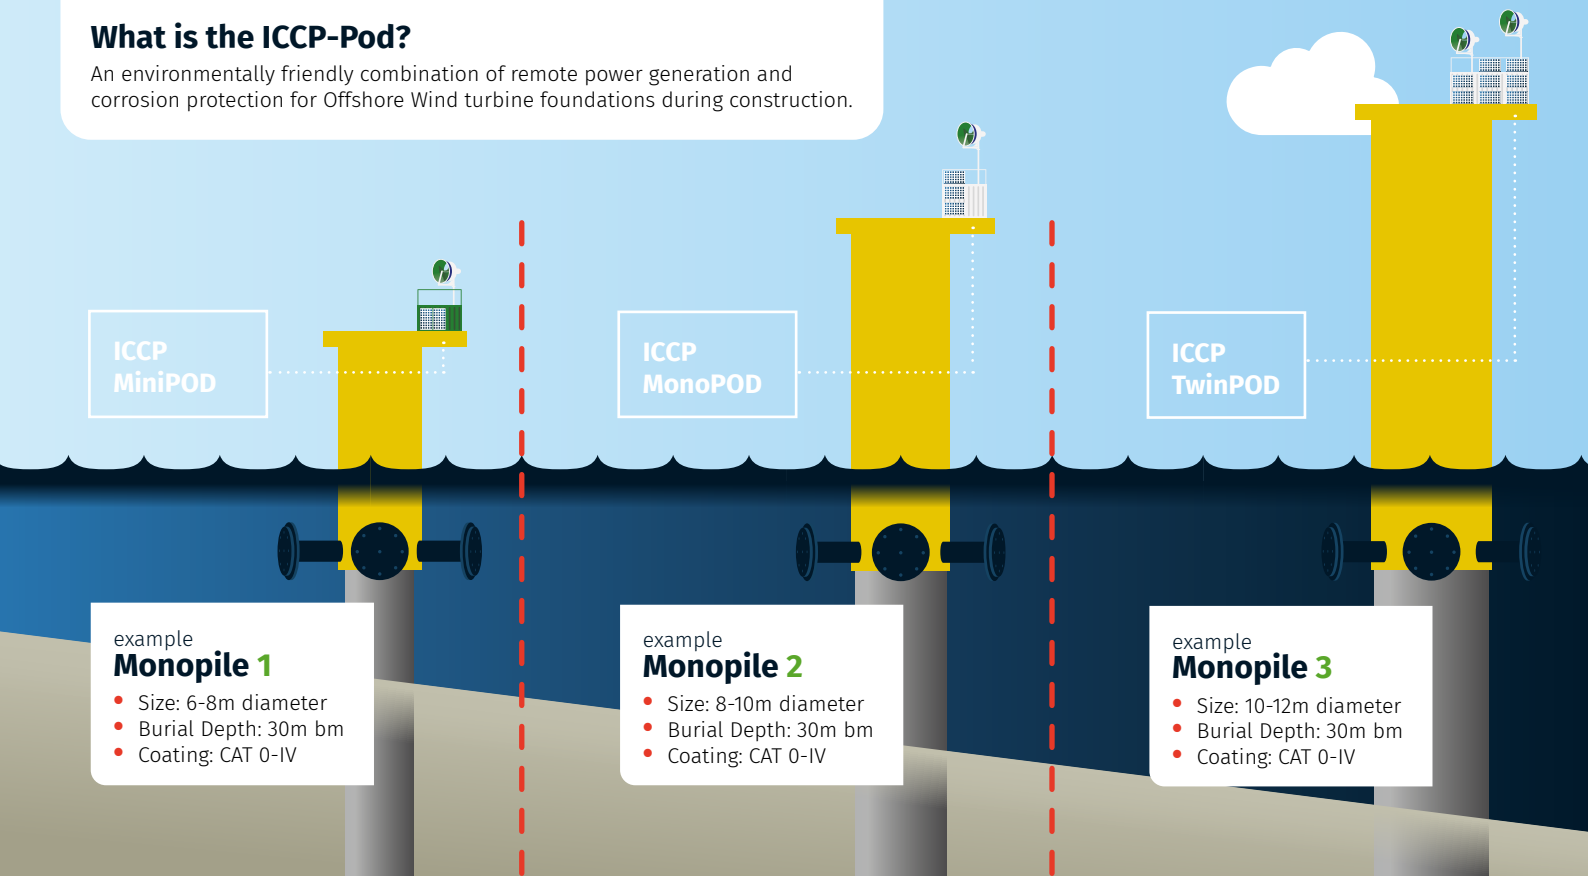 What is the ICCP-Pod?
An environmentally friendly combination of remote power generation and
corrosion protection for Offshore Wind turbine foundations during construction.
ICCP
MiniPOD
ICCP
MonoPOD
ICCP
TwinPOD
example
Monopile 1
• Size: 6-8m diameter
• Burial Depth: 30m bm
• Coating: CAT 0-IV
example
Monopile 2
• Size: 8-10m diameter
• Burial Depth: 30m bm
• Coating: CAT 0-IV
example
Monopile 3
• Size: 10-12m diameter
• Burial Depth: 30m bm
• Coating: CAT 0-IV